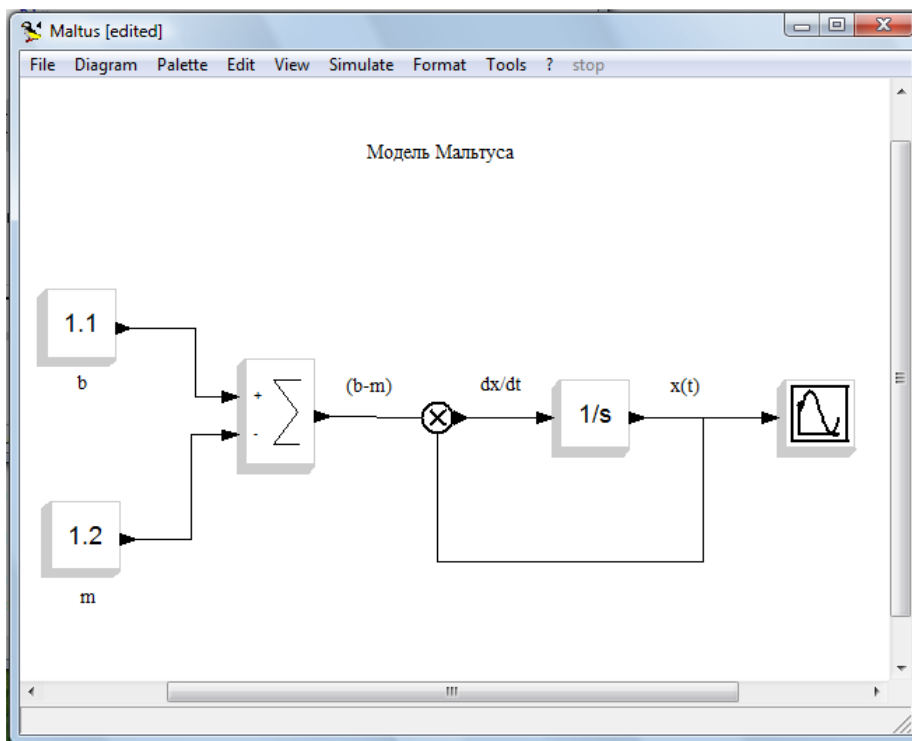 Maltus [edited]
File Diagram Palette Edit View Simulate Format Tools ? stop
Модель Мальтуса
1.1
b
+
-
(b-m)
dx/dt
1/s
x(t)
1.2
m